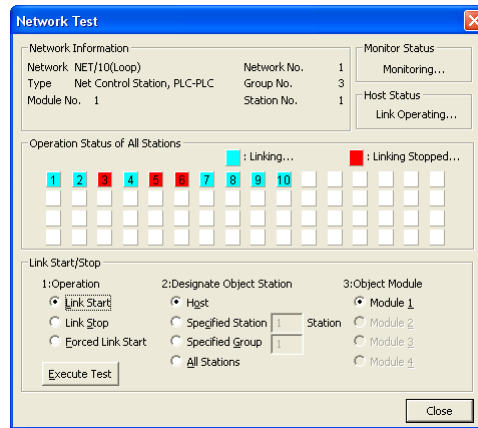 Network Test
Network Information
Network NET/10(Loop) Network No. 1
Type Net Control Station, PLC-PLC Group No. 3
Module No. 1 Station No. 1
Monitor Status
Monitoring...
Host Status
Link Operating...
Operation Status of All Stations
: Linking... : Linking Stopped...
1 2 3 4 5 6 7 8 9 10
Link Start/Stop
1:Operation 2:Designate Object Station 3:Object Module
Link Start Host Module 1
Link Stop Specified Station 1 Station Module 2
Forced Link Start Specified Group 1 Module 3
All Stations Module 4
Execute Test
Close